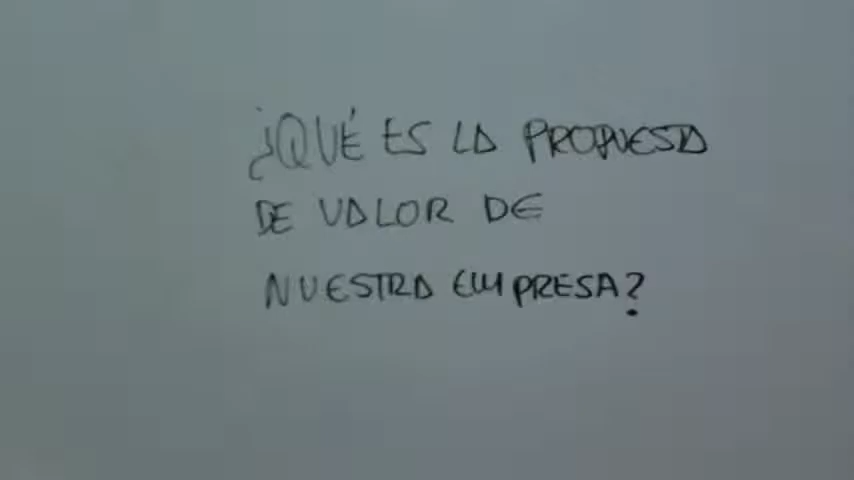 ¿QUÉ ES LA PROPUESTA
DE VALOR DE
NUESTRA EMPRESA?